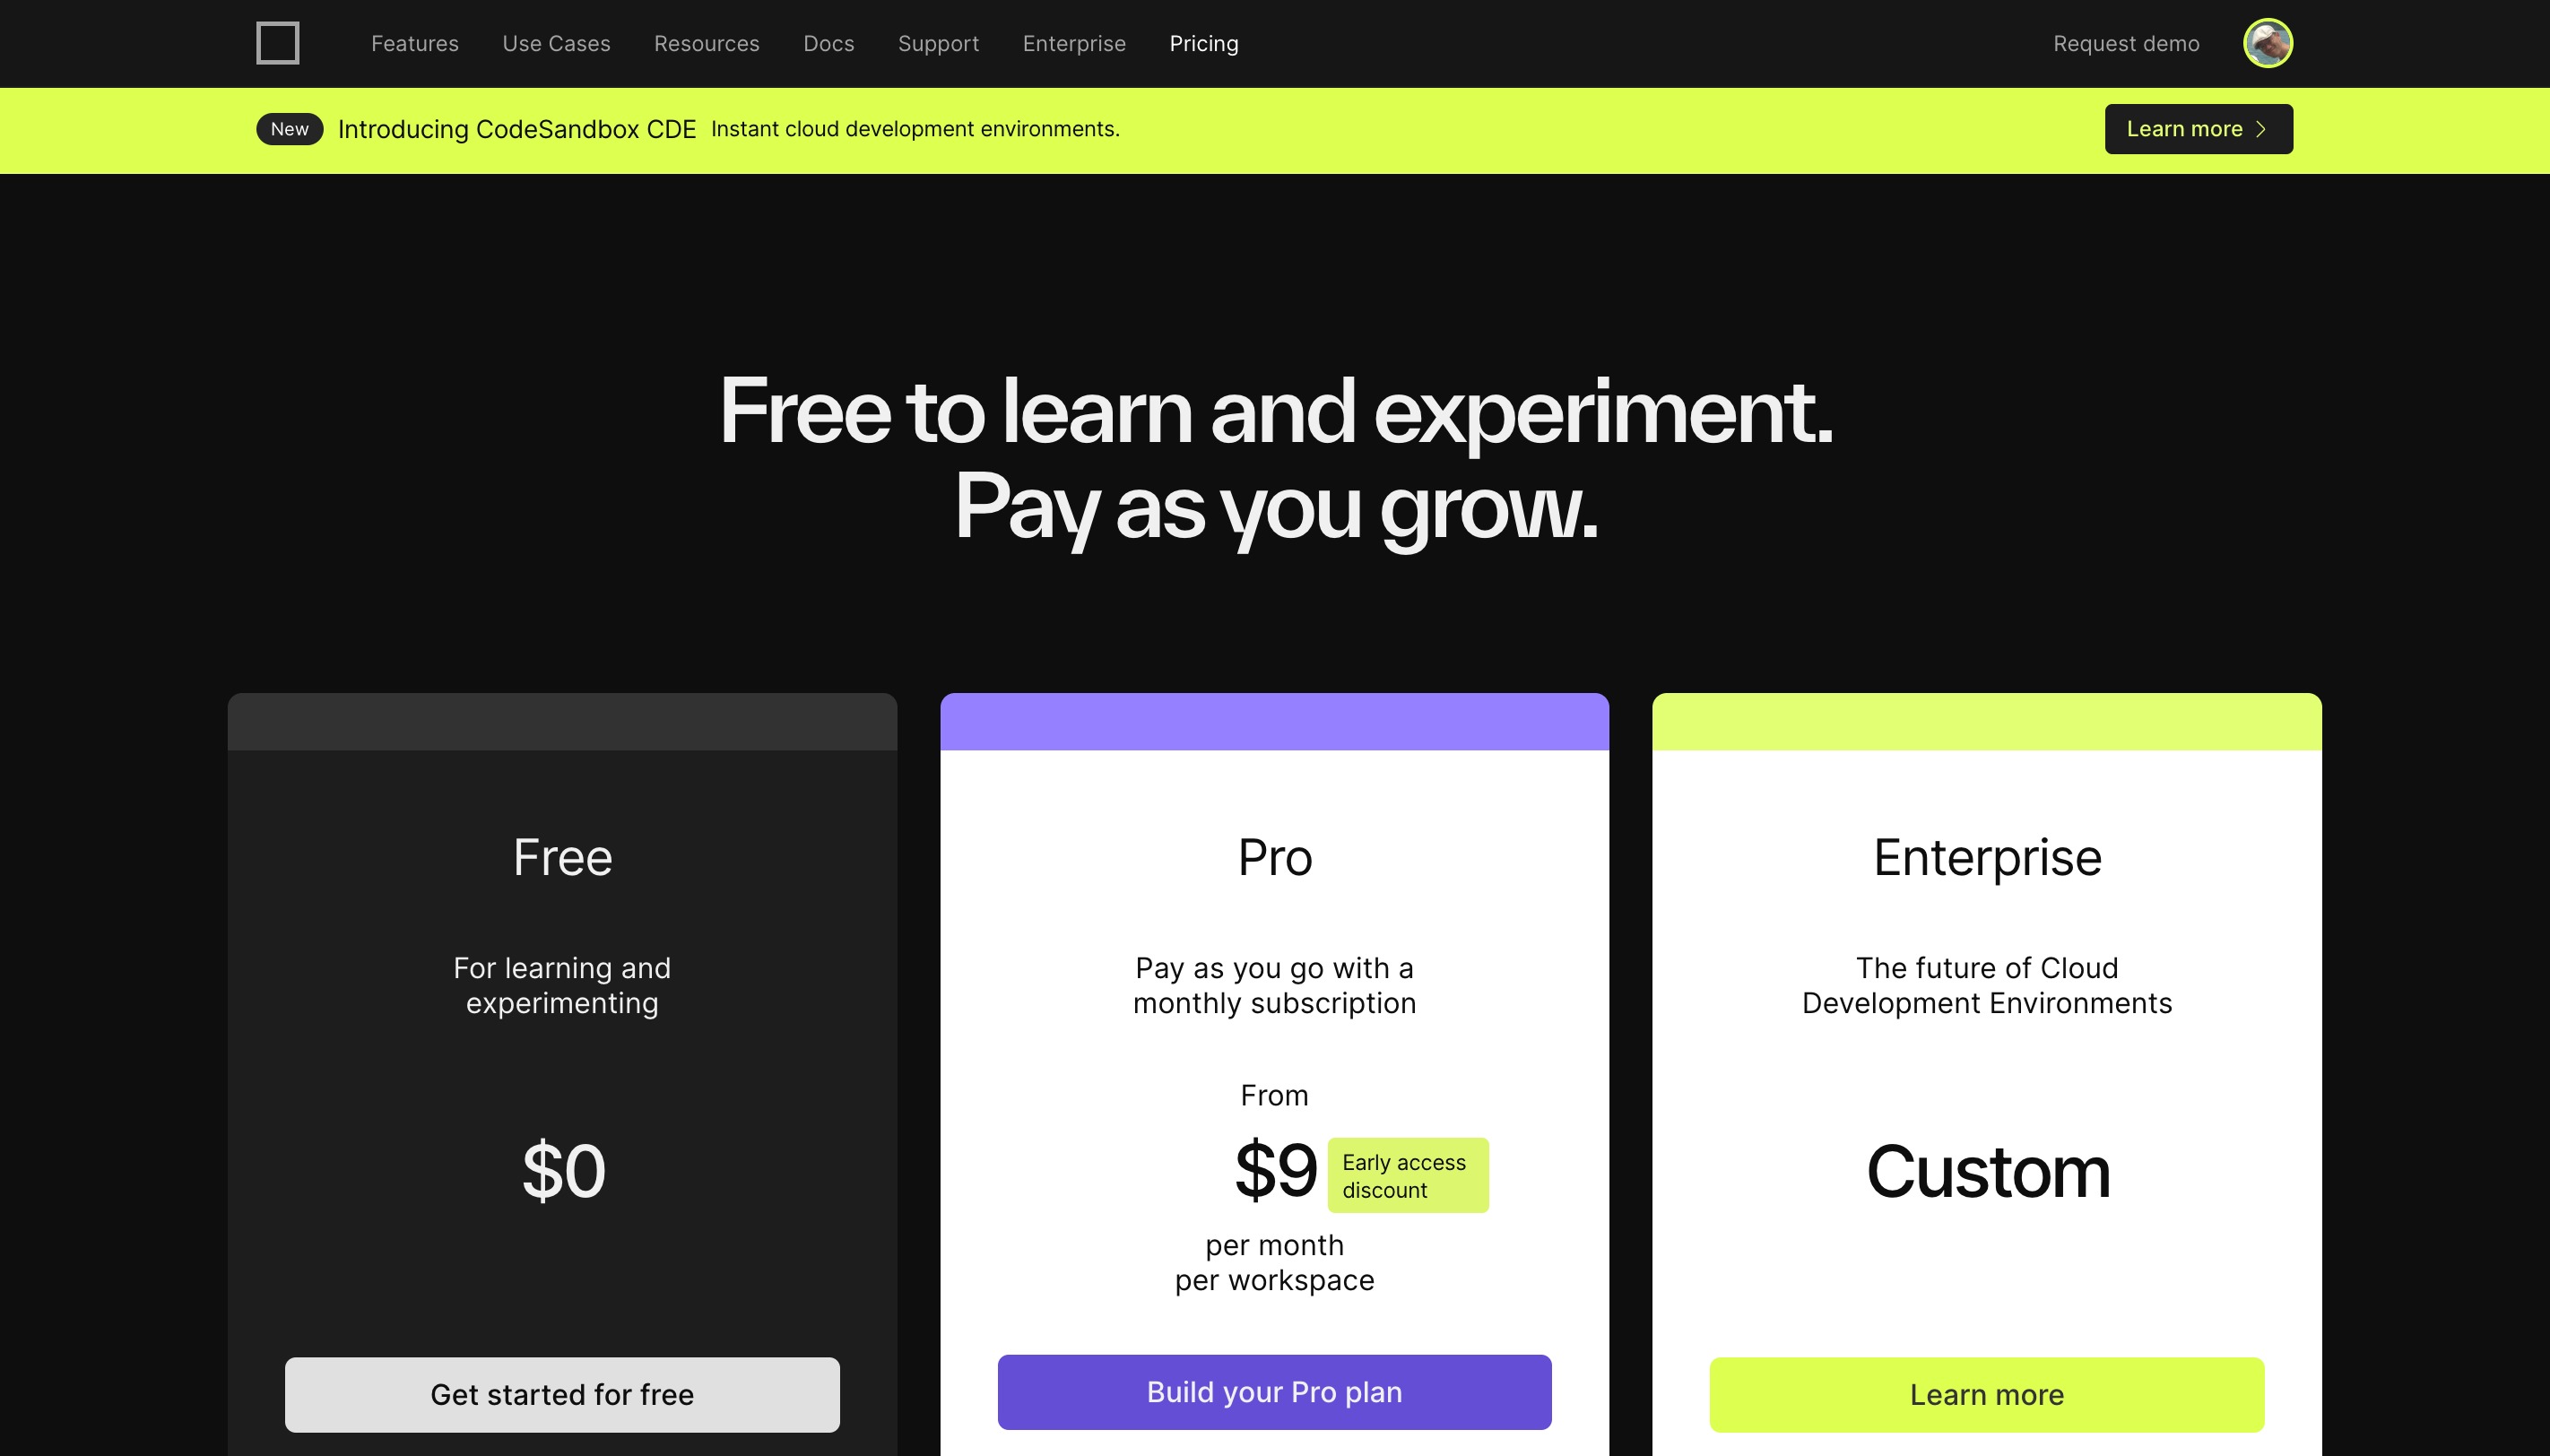 Features Use Cases Resources Docs Support Enterprise Pricing Request demo
New Introducing CodeSandbox CDE Instant cloud development environments. Learn more
Free to learn and experiment.
Pay as you grow.
Free
For learning and
experimenting
$0
Get started for free
Pro
Pay as you go with a
monthly subscription
From
$9
Early access
discount
per month
per workspace
Build your Pro plan
Enterprise
The future of Cloud
Development Environments
Custom
Learn more